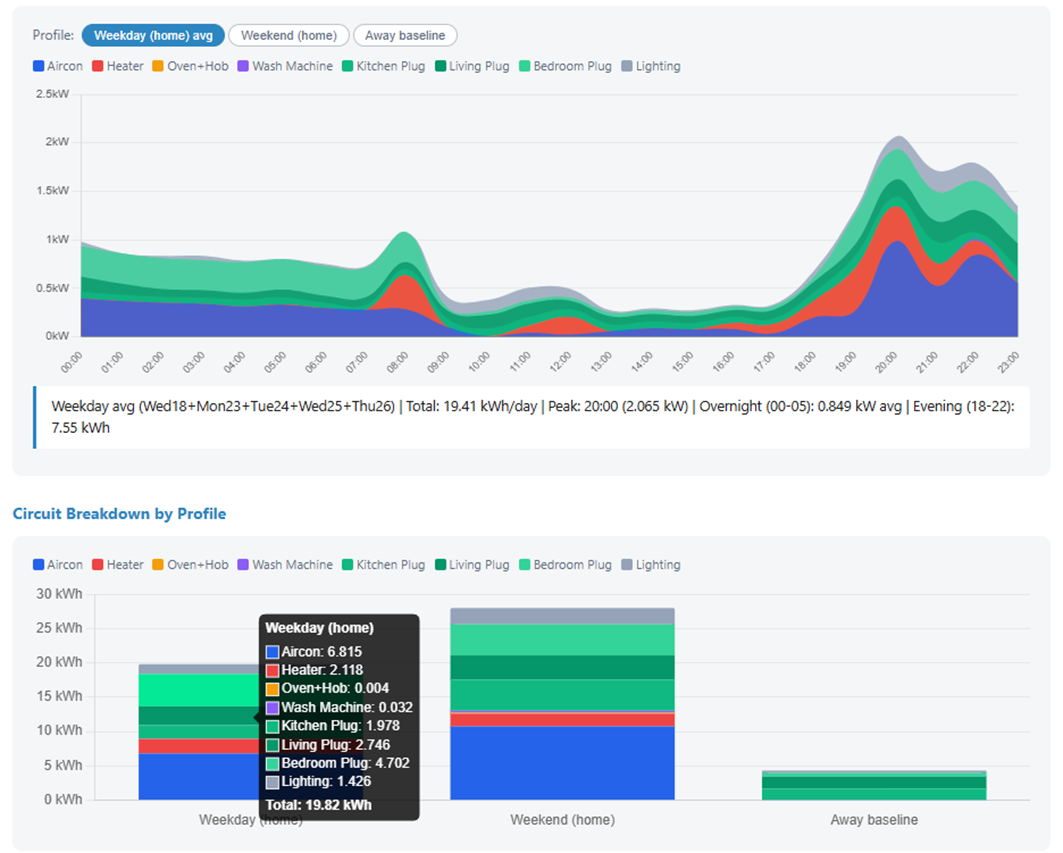 Profile: Weekday (home) avg Weekend (home) Away baseline
Aircon Heater Oven+Hob Wash Machine Kitchen Plug Living Plug Bedroom Plug Lighting
2.5kW
2kW
1.5kW
1kW
0.5kW
0kW
00:00 01:00 02:00 03:00 04:00 05:00 06:00 07:00 08:00 09:00 10:00 11:00 12:00 13:00 14:00 15:00 16:00 17:00 18:00 19:00 20:00 21:00 22:00 23:00
Weekday avg (Wed18+Mon23+Tue24+Wed25+Thu26) | Total: 19.41 kWh/day | Peak: 20:00 (2.065 kW) | Overnight (00-05): 0.849 kW avg | Evening (18-22):
7.55 kWh
Circuit Breakdown by Profile
Aircon Heater Oven+Hob Wash Machine Kitchen Plug Living Plug Bedroom Plug Lighting
30 kWh
25 kWh
20 kWh
15 kWh
10 kWh
5 kWh
0 kWh
Weekday (home)
Aircon: 6.815
Heater: 2.118
Oven+Hob: 0.004
Wash Machine: 0.032
Kitchen Plug: 1.978
Living Plug: 2.746
Bedroom Plug: 4.702
Lighting: 1.426
Total: 19.82 kWh
Weekday (home) Weekend (home) Away baseline